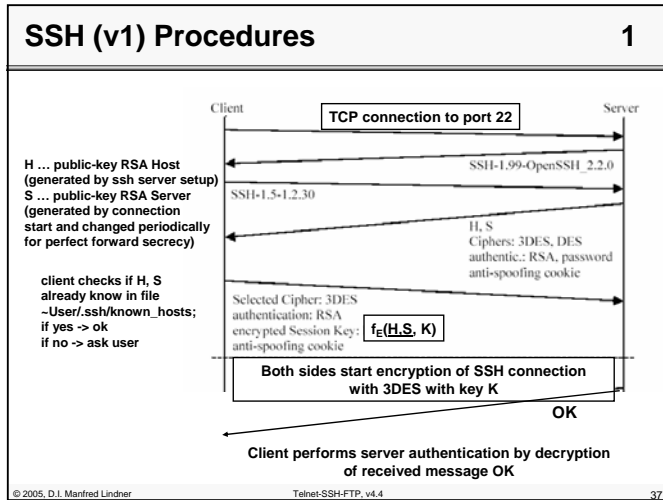 SSH (v1) Procedures 1
Client
TCP connection to port 22
Server
H ... public-key RSA Host
(generated by ssh server setup)
S ... public-key RSA Server
(generated by connection
start and changed periodically
for perfect forward secrecy)
SSH-1.99-OpenSSH_2.2.0
SSH-1.5-1.2.30
H, S
Ciphers: 3DES, DES
authentic.: RSA, password
anti-spoofing cookie
client checks if H, S
already know in file
~User/.ssh/known_hosts;
if yes -> ok
if no -> ask user
Selected Cipher: 3DES
authentication: RSA
encrypted Session Key: fE(H,S, K)
anti-spoofing cookie
Both sides start encryption of SSH connection
with 3DES with key K
OK
Client performs server authentication by decryption
of received message OK
© 2005, D.I. Manfred Lindner Telnet-SSH-FTP, v4.4 37